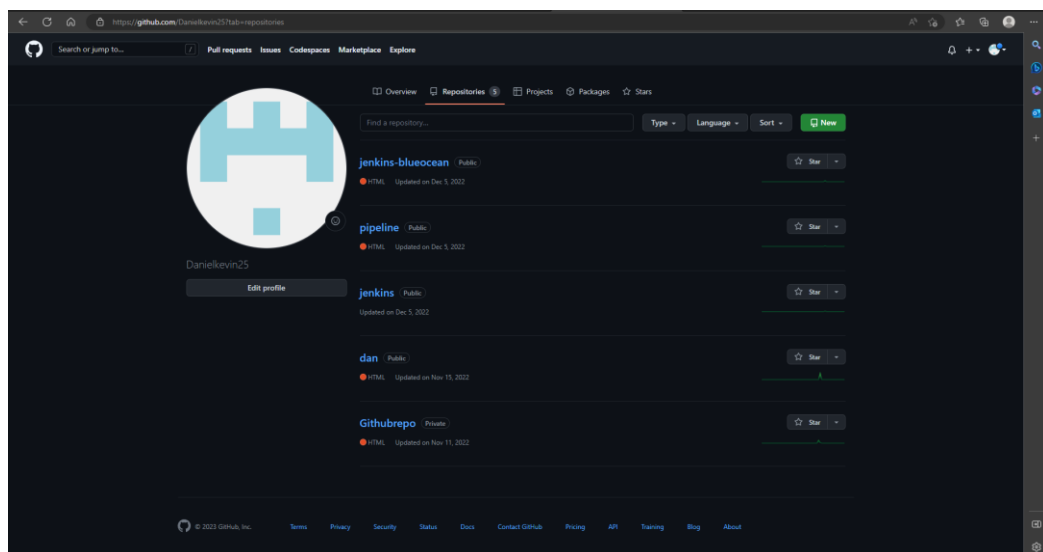 https://github.com/Danielkevin25?tab=repositories
Search or jump to... / Pull requests Issues Codespaces Marketplace Explore
Overview Repositories 5 Projects Packages Stars
Find a repository... Type Language Sort New
jenkins-blueocean Public Star
HTML Updated on Dec 5, 2022
pipeline Public Star
HTML Updated on Dec 5, 2022
Danielkevin25
Edit profile
jenkins Public Star
Updated on Dec 5, 2022
dan Public Star
HTML Updated on Nov 15, 2022
Githubrepo Private Star
HTML Updated on Nov 11, 2022
© 2023 GitHub, Inc. Terms Privacy Security Status Docs Contact GitHub Pricing API Training Blog About